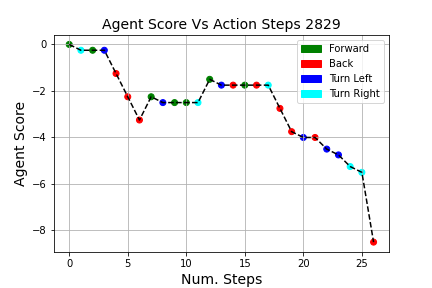 Agent Score Vs Action Steps 2829
Forward
Back
Turn Left
Turn Right
Agent Score
0
−2
−4
−6
−8
0 5 10 15 20 25
Num. Steps